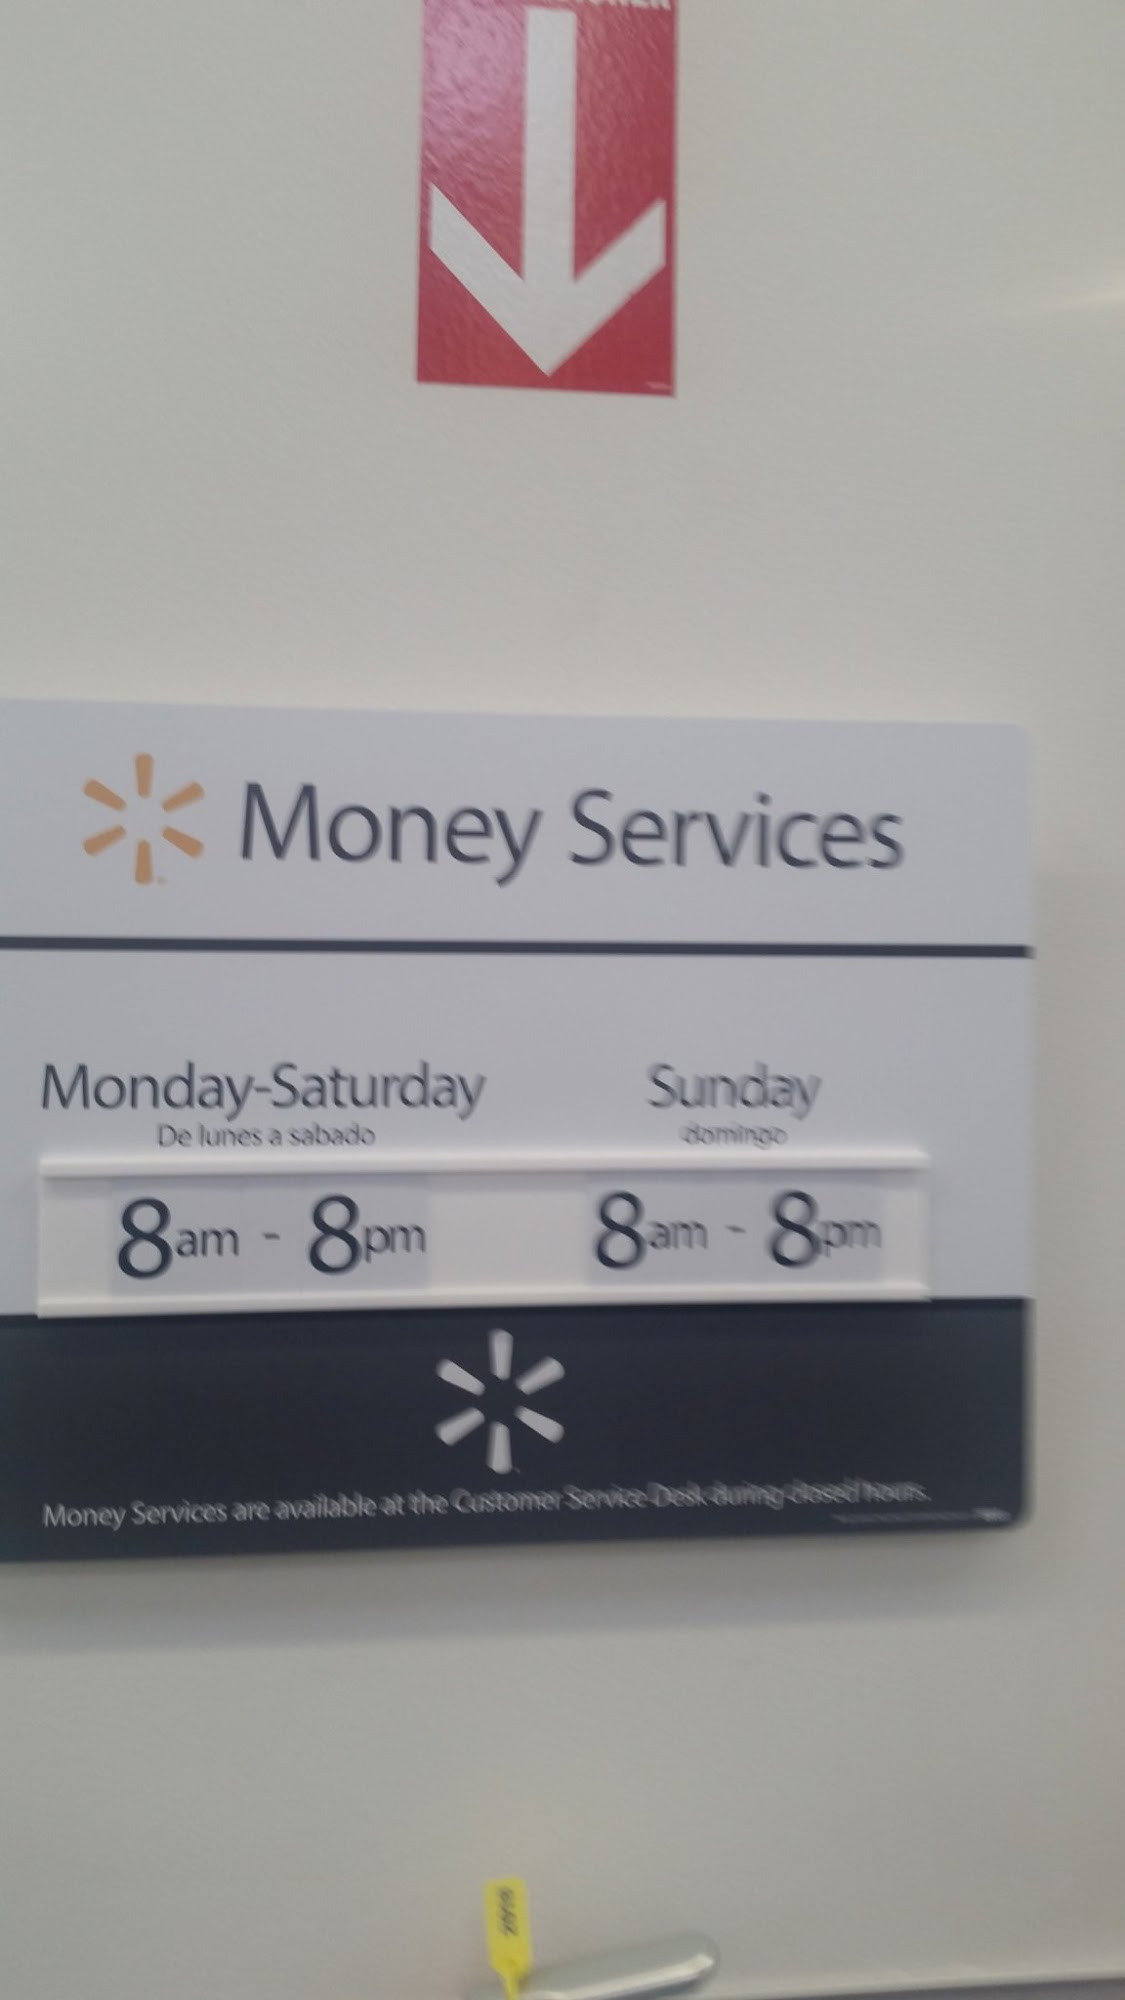 Money Services
Monday-Saturday
De lunes a sabado
Sunday
domingo
8am - 8pm
8am - 8pm
Money Services are available at the Customer Service Desk during closed hours.